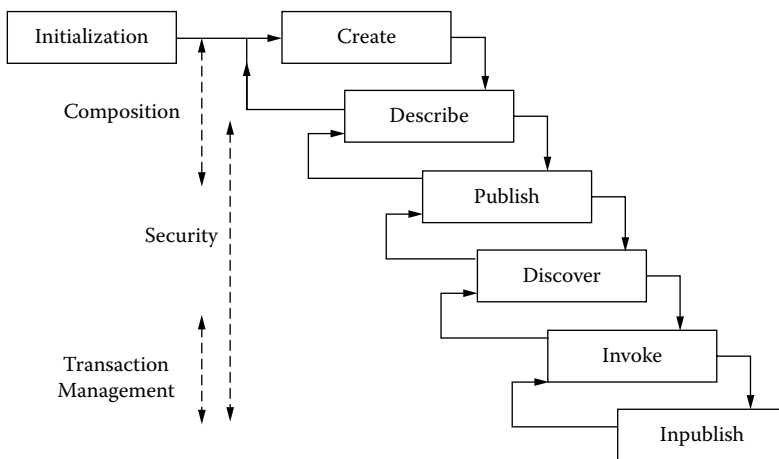 Initialization
Create
Composition
Describe
Publish
Security
Discover
Transaction
Management
Invoke
Inpublish